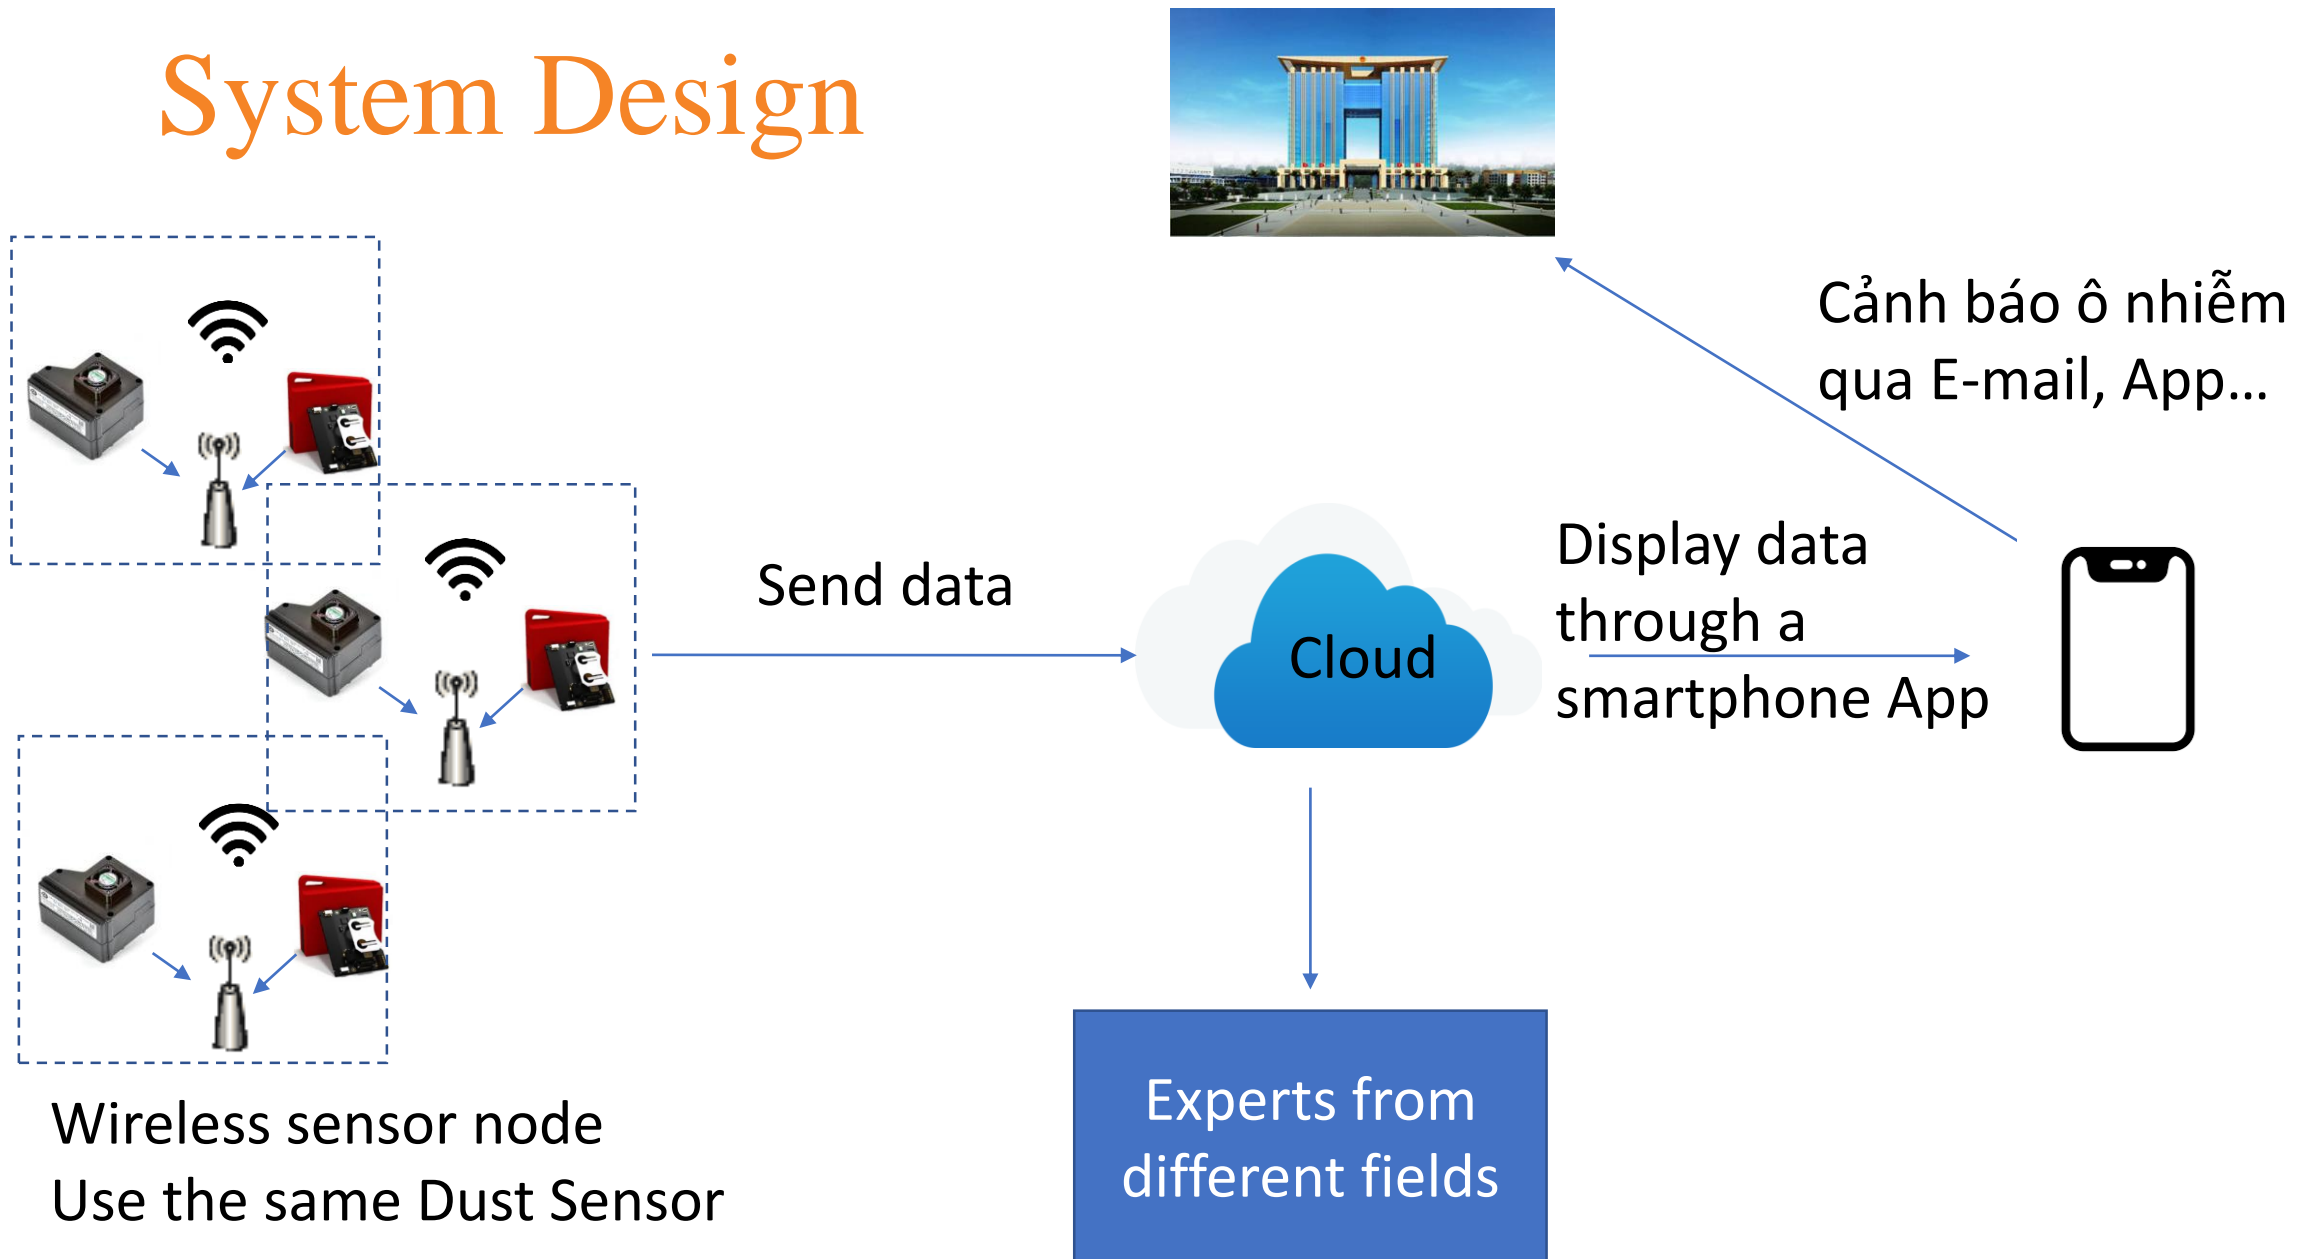 System Design
Cảnh báo ô nhiễm
qua E-mail, App...
Send data
Cloud
Display data
through a
smartphone App
Wireless sensor node
Use the same Dust Sensor
Experts from
different fields